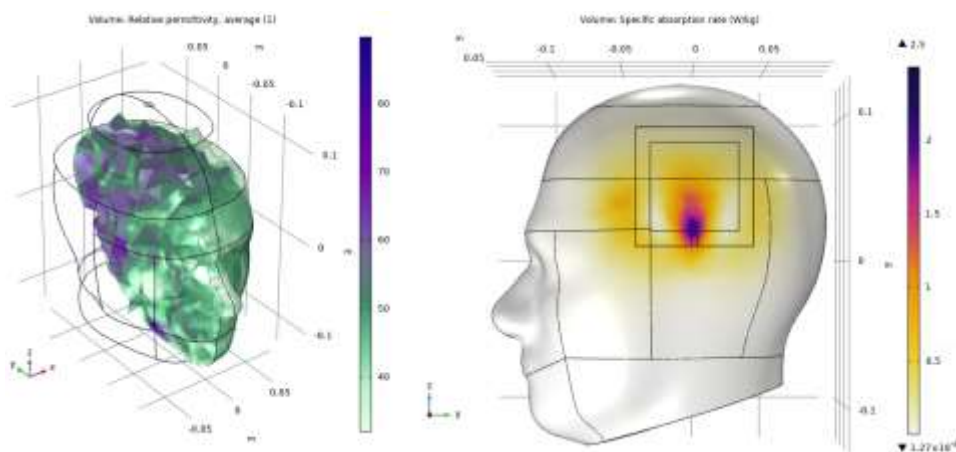 Volume: Relative permittivity, average (1)
m
0.05
0
-0.05
-0.1
0.1
0
-0.1
0.05
0
-0.05
m
z
y
x
80
70
60
50
40
Volume: Specific absorption rate (W/kg)
m
0.05
-0.1
-0.05
0
0.05
0.1
0
m
-0.1
z
y
▲ 2.5
2
1.5
1
0.5